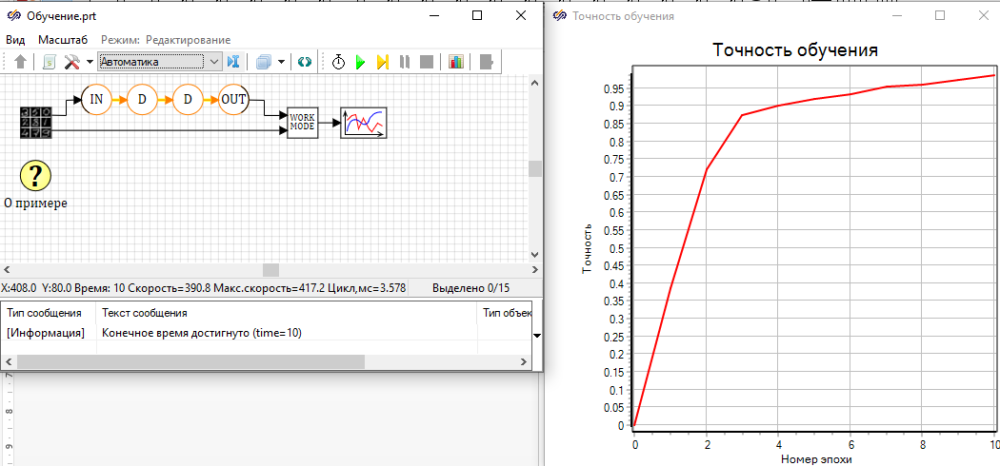 Обучение.prt
Вид Масштаб Режим: Редактирование
Автоматика
IN D D OUT
WORK
MODE
?
О примере
X:408.0 Y:80.0 Время: 10 Скорость=390.8 Макс.скорость=417.2 Цикл,мс=3.578 Выделено 0/15
Тип сообщения Текст сообщения Тип объек
[Информация] Конечное время достигнуто (time=10)
7
8
9
Точность обучения
Точность обучения
Точность
0.95
0.9
0.85
0.8
0.75
0.7
0.65
0.6
0.55
0.5
0.45
0.4
0.35
0.3
0.25
0.2
0.15
0.1
0.05
0
0 2 4 6 8 10
Номер эпохи